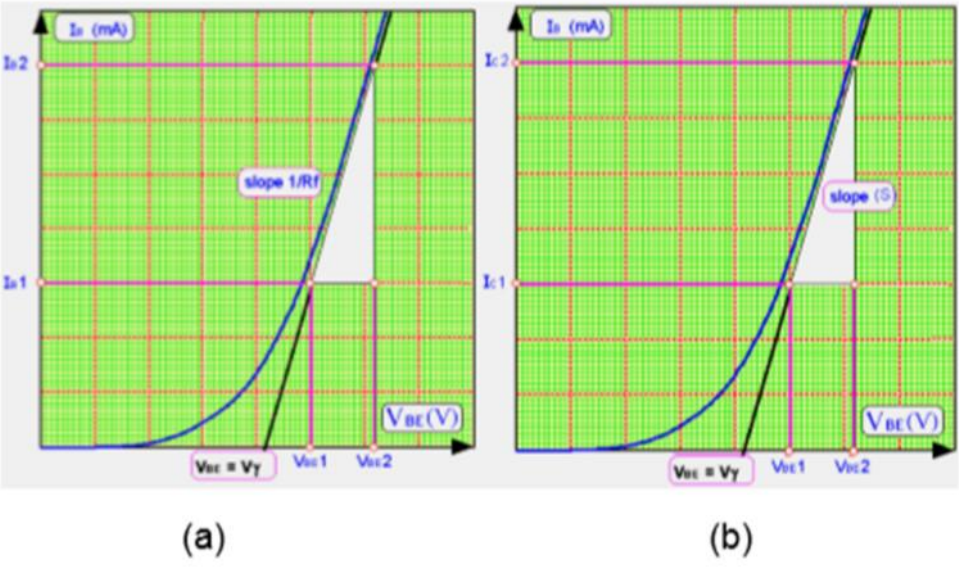 IB (mA)
IB2
slope 1/Rf
IB1
VBE(V)
VBE = Vγ
VBE1
VBE2
(a)
IB (mA)
IC2
slope (S)
IC1
VBE(V)
VBE = Vγ
VBE1
VBE2
(b)